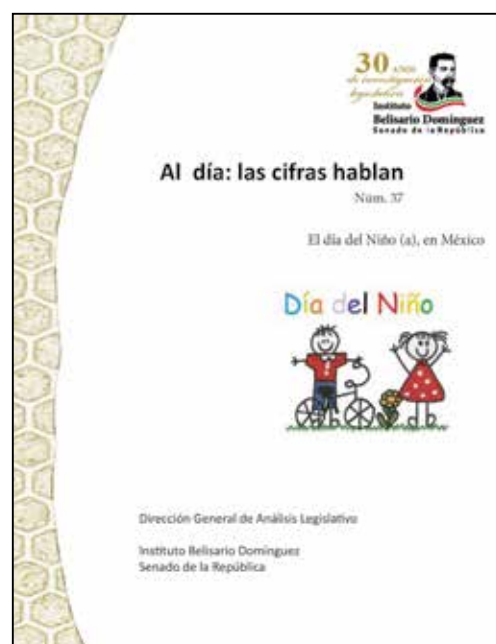 30 AÑOS
de investigación
legislativa
Instituto
Belisario Domínguez
Senado de la República
Al día: las cifras hablan
Núm. 37
El día del Niño (a), en México
Día del Niño
Dirección General de Análisis Legislativo
Instituto Belisario Domínguez
Senado de la República